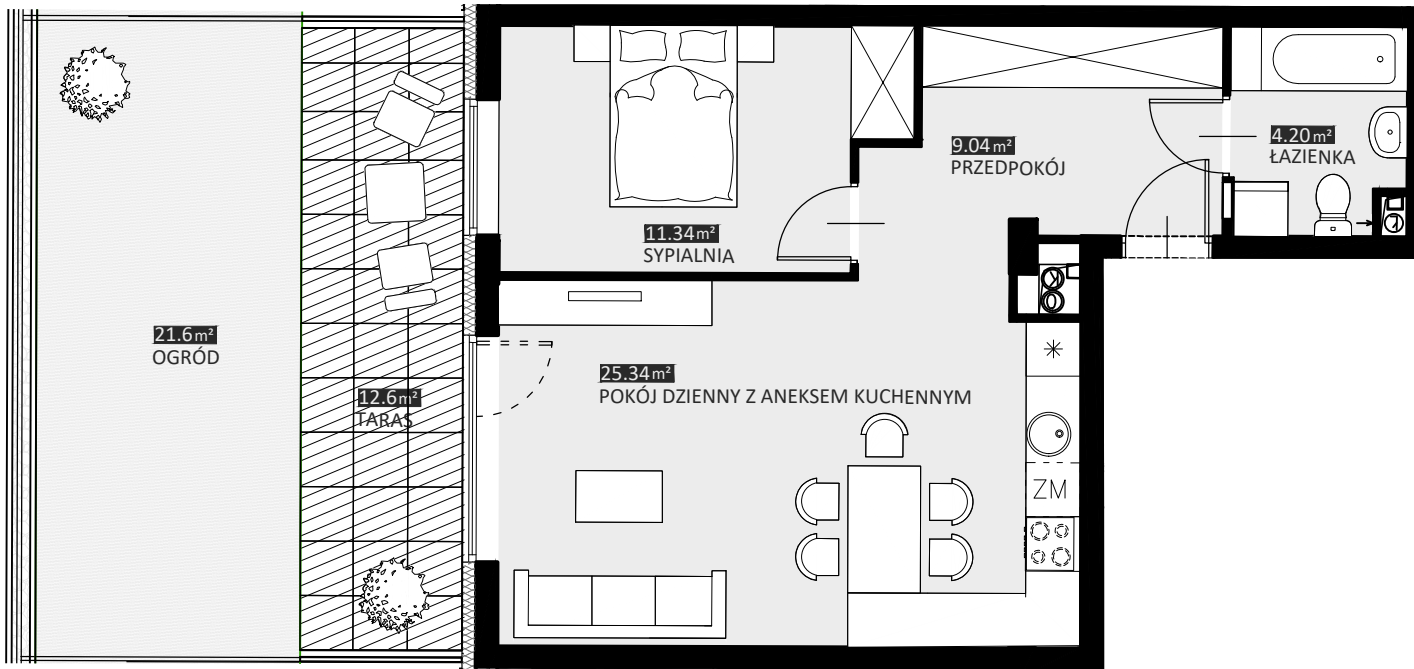 9.04 m²
PRZEDPOKÓJ
4.20 m²
ŁAZIENKA
11.34 m²
SYPIALNIA
21.6 m²
OGRÓD
12.6 m²
TARAS
25.34 m²
POKÓJ DZIENNY Z ANEKSEM KUCHENNYM
ZM